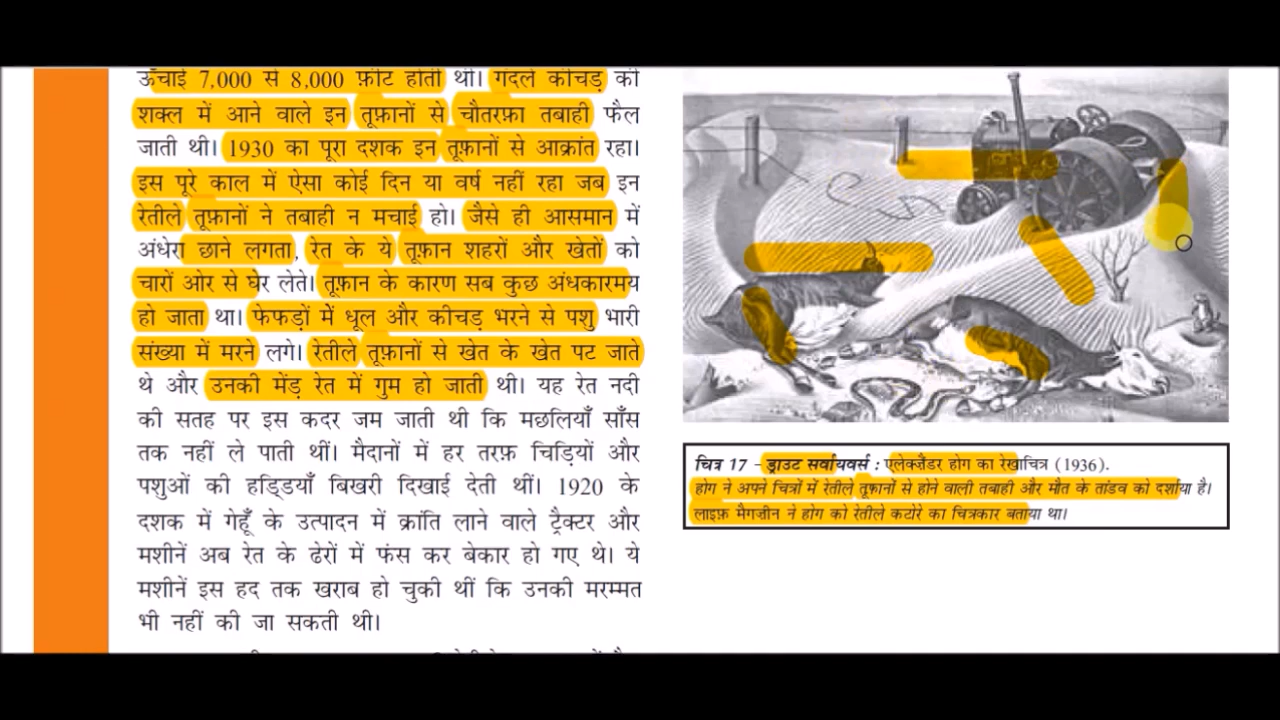 ऊँचाई 7,000 से 8,000 फ़ीट होती थी। गंदले कीचड़ की
शक्ल में आने वाले इन तूफ़ानों से चौतरफ़ा तबाही फैल
जाती थी। 1930 का पूरा दशक इन तूफ़ानों से आक्रांत रहा।
इस पूरे काल में ऐसा कोई दिन या वर्ष नहीं रहा जब इन
रेतीले तूफ़ानों ने तबाही न मचाई हो। जैसे ही आसमान में
अंधेरा छाने लगता, रेत के ये तूफ़ान शहरों और खेतों को
चारों ओर से घेर लेते। तूफ़ान के कारण सब कुछ अंधकारमय
हो जाता था। फेफड़ों में धूल और कीचड़ भरने से पशु भारी
संख्या में मरने लगे। रेतीले तूफ़ानों से खेत के खेत पट जाते
थे और उनकी मेंड़ रेत में गुम हो जाती थी। यह रेत नदी
की सतह पर इस कदर जम जाती थी कि मछलियाँ साँस
तक नहीं ले पाती थीं। मैदानों में हर तरफ़ चिड़ियों और
पशुओं की हड्डियाँ बिखरी दिखाई देती थीं। 1920 के
दशक में गेहूँ के उत्पादन में क्रांति लाने वाले ट्रैक्टर और
मशीनें अब रेत के ढेरों में फंस कर बेकार हो गए थे। ये
मशीनें इस हद तक खराब हो चुकी थीं कि उनकी मरम्मत
भी नहीं की जा सकती थी।
चित्र 17 – ड्राउट सर्वायवर्स : एलेक्जैंडर होग का रेखाचित्र (1936).
होग ने अपने चित्रों में रेतीले तूफ़ानों से होने वाली तबाही और मौत के तांडव को दर्शाया है।
लाइफ़ मैगज़ीन ने होग को रेतीले कटोरे का चित्रकार बताया था।